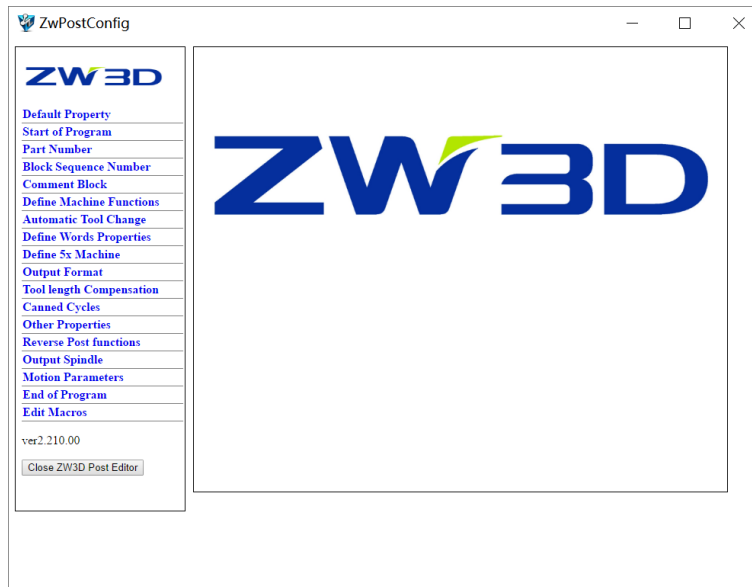 ZwPostConfig
ZW3D
Default Property
Start of Program
Part Number
Block Sequence Number
Comment Block
Define Machine Functions
Automatic Tool Change
Define Words Properties
Define 5x Machine
Output Format
Tool length Compensation
Canned Cycles
Other Properties
Reverse Post functions
Output Spindle
Motion Parameters
End of Program
Edit Macros
ver2.210.00
Close ZW3D Post Editor
ZW3D